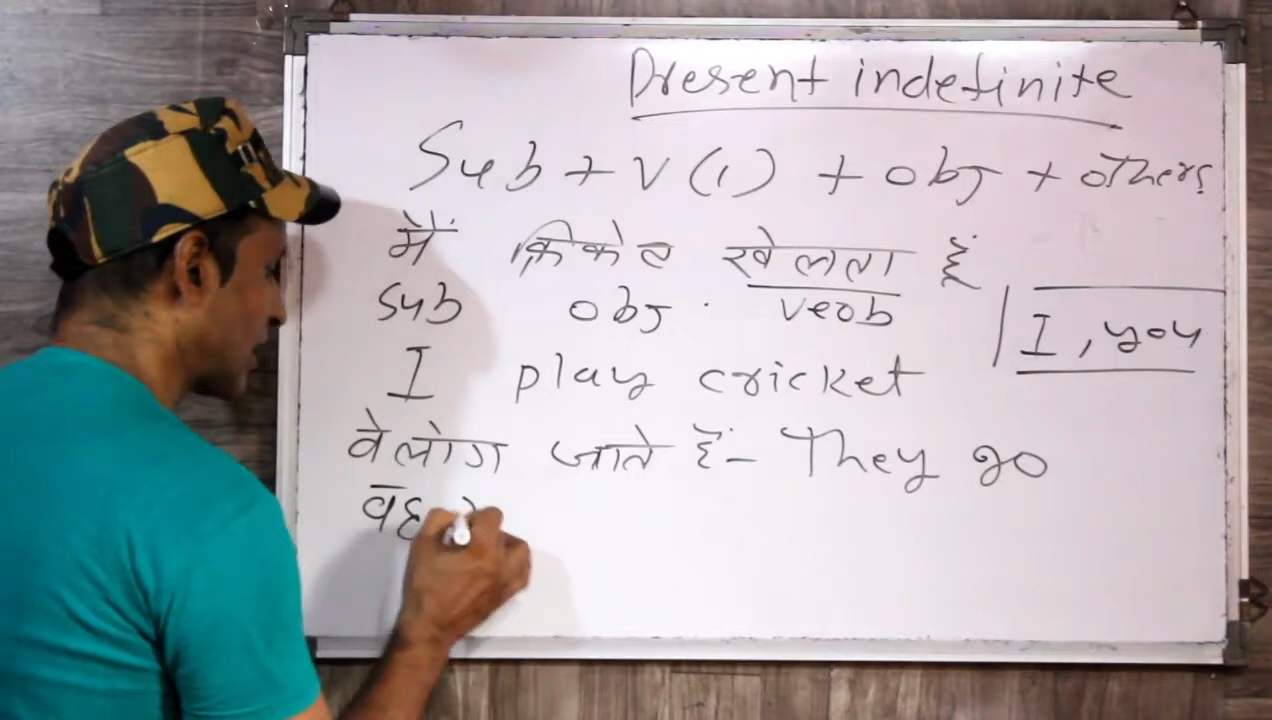 Present indefinite
Sub + V (1) + obj + others
मैं क्रिकेट खेलता हूँ
sub obj. verb
I, you
I play cricket
वे लोग जाते हैं - They go
वह